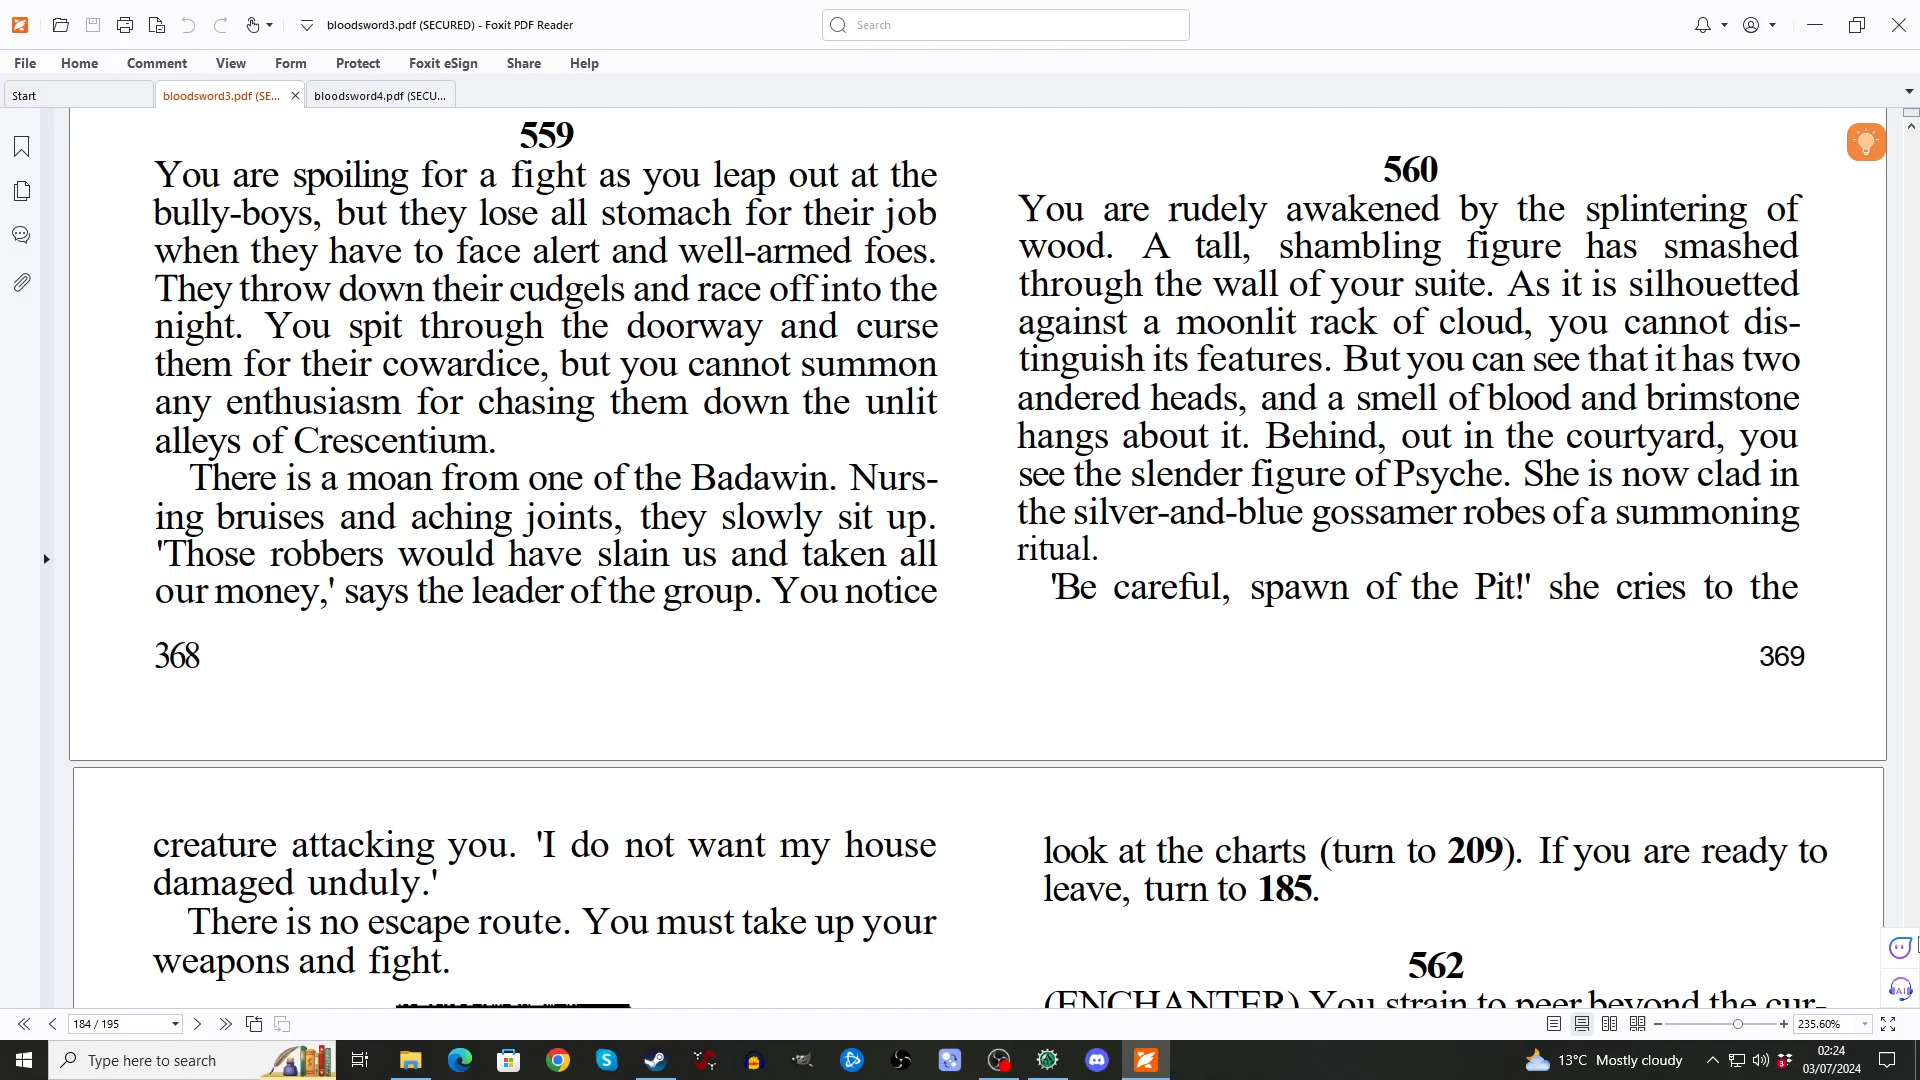 bloodsword3.pdf (SECURED) - Foxit PDF Reader
Search
File Home Comment View Form Protect Foxit eSign Share Help
Start
bloodsword3.pdf (SE...
bloodsword4.pdf (SECU...
559
You are spoiling for a fight as you leap out at the
bully-boys, but they lose all stomach for their job
when they have to face alert and well-armed foes.
They throw down their cudgels and race off into the
night. You spit through the doorway and curse
them for their cowardice, but you cannot summon
any enthusiasm for chasing them down the unlit
alleys of Crescentium.
There is a moan from one of the Badawin. Nurs-
ing bruises and aching joints, they slowly sit up.
'Those robbers would have slain us and taken all
our money,' says the leader of the group. You notice
368
560
You are rudely awakened by the splintering of
wood. A tall, shambling figure has smashed
through the wall of your suite. As it is silhouetted
against a moonlit rack of cloud, you cannot dis-
tinguish its features. But you can see that it has two
andered heads, and a smell of blood and brimstone
hangs about it. Behind, out in the courtyard, you
see the slender figure of Psyche. She is now clad in
the silver-and-blue gossamer robes of a summoning
ritual.
'Be careful, spawn of the Pit!' she cries to the
369
creature attacking you. 'I do not want my house
damaged unduly.'
There is no escape route. You must take up your
weapons and fight.
look at the charts (turn to 209). If you are ready to
leave, turn to 185.
562
(ENCHANTER) You strain to peer beyond the cur-
184 / 195
235.60%
Type here to search
13°C Mostly cloudy
02:24
03/07/2024